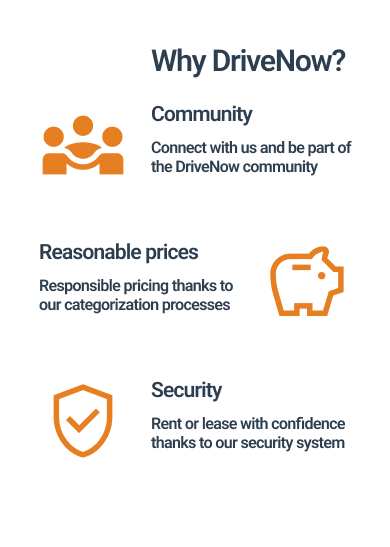 Why DriveNow?
Community
Connect with us and be part of
the DriveNow community
Reasonable prices
Responsible pricing thanks to
our categorization processes
Security
Rent or lease with confidence
thanks to our security system